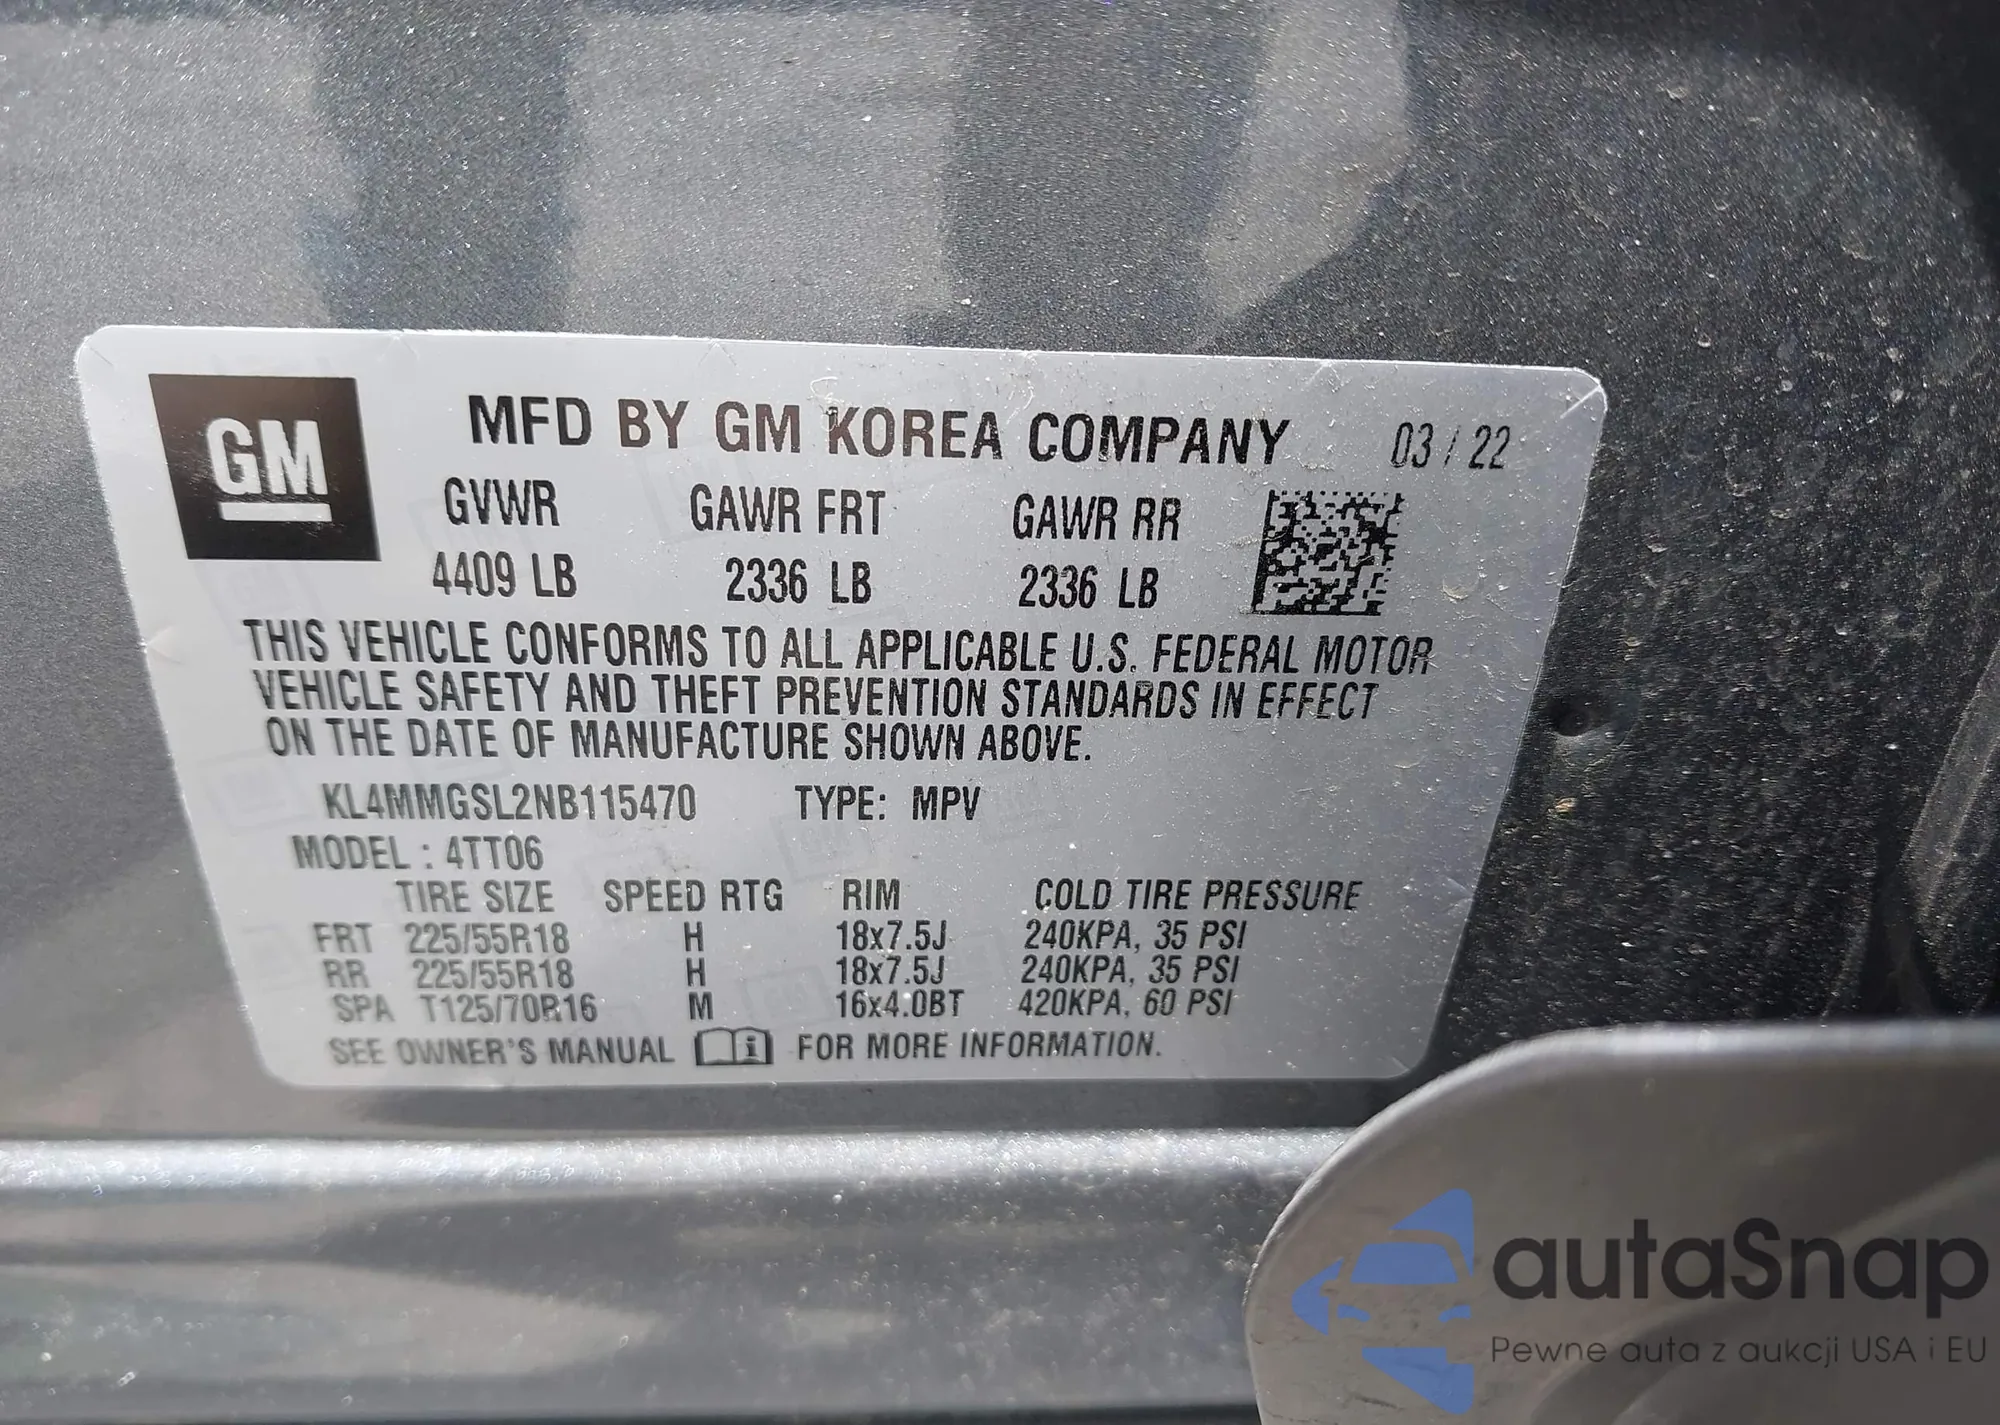 GM
MFD BY GM KOREA COMPANY 03 / 22
GVWR GAWR FRT GAWR RR
4409 LB 2336 LB 2336 LB
THIS VEHICLE CONFORMS TO ALL APPLICABLE U.S. FEDERAL MOTOR
VEHICLE SAFETY AND THEFT PREVENTION STANDARDS IN EFFECT
ON THE DATE OF MANUFACTURE SHOWN ABOVE.
KL4MMGSL2NB115470 TYPE: MPV
MODEL : 4TT06
TIRE SIZE SPEED RTG RIM COLD TIRE PRESSURE
FRT 225/55R18 H 18x7.5J 240KPA, 35 PSI
RR 225/55R18 H 18x7.5J 240KPA, 35 PSI
SPA T125/70R16 M 16x4.0BT 420KPA, 60 PSI
SEE OWNER'S MANUAL i FOR MORE INFORMATION.
autaSnap
Pewne auta z aukcji USA i EU